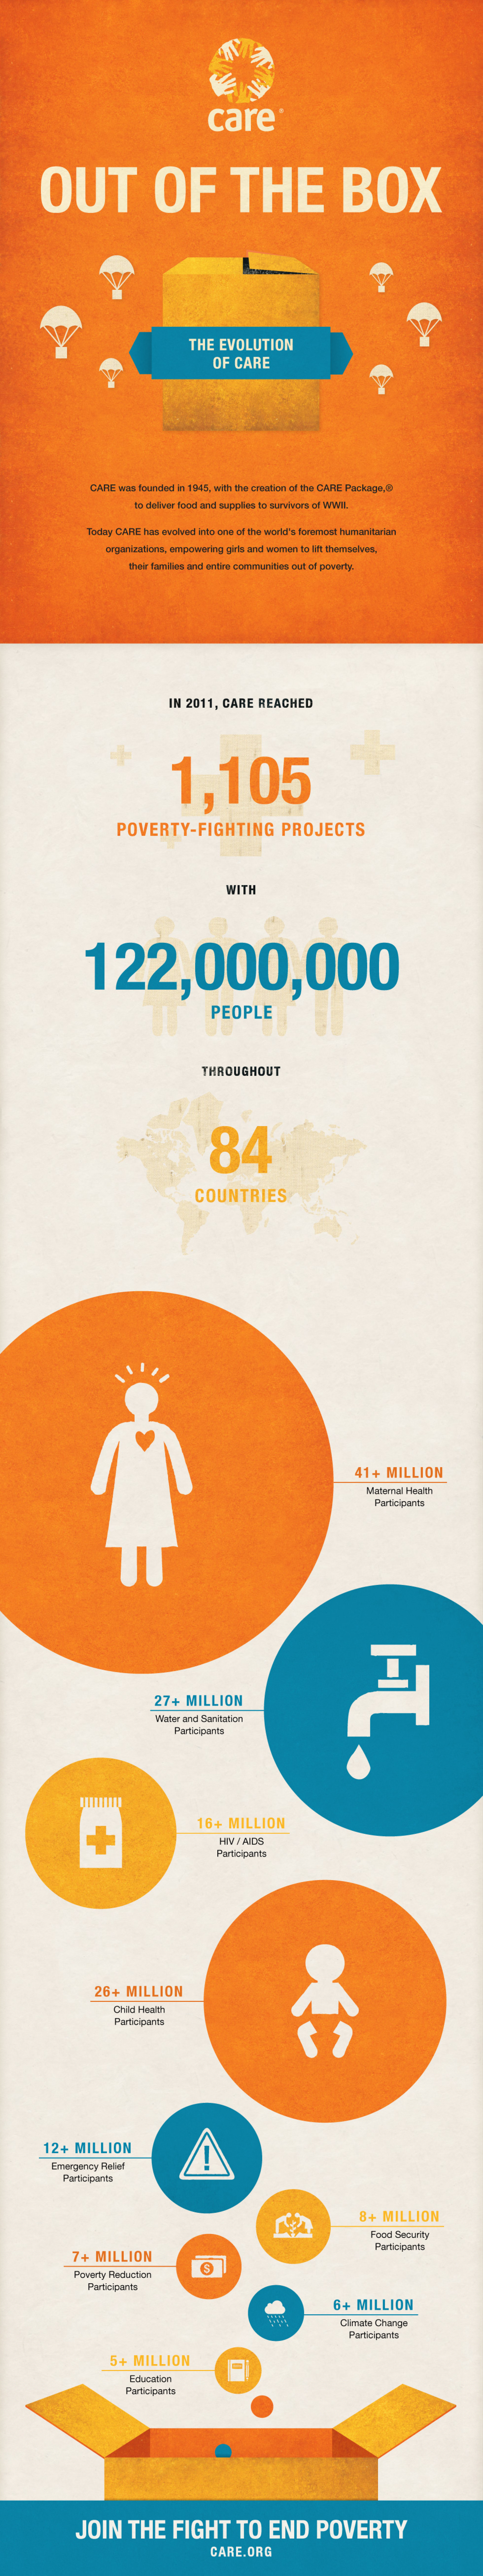 care®
OUT OF THE BOX
THE EVOLUTION
OF CARE
CARE was founded in 1945, with the creation of the CARE Package,®
to deliver food and supplies to survivors of WWII.
Today CARE has evolved into one of the world's foremost humanitarian
organizations, empowering girls and women to lift themselves,
their families and entire communities out of poverty.
IN 2011, CARE REACHED
1,105
POVERTY-FIGHTING PROJECTS
WITH
122,000,000
PEOPLE
THROUGHOUT
84
COUNTRIES
41+ MILLION
Maternal Health
Participants
27+ MILLION
Water and Sanitation
Participants
16+ MILLION
HIV / AIDS
Participants
26+ MILLION
Child Health
Participants
12+ MILLION
Emergency Relief
Participants
8+ MILLION
Food Security
Participants
7+ MILLION
Poverty Reduction
Participants
$
6+ MILLION
Climate Change
Participants
5+ MILLION
Education
Participants
JOIN THE FIGHT TO END POVERTY
CARE.ORG